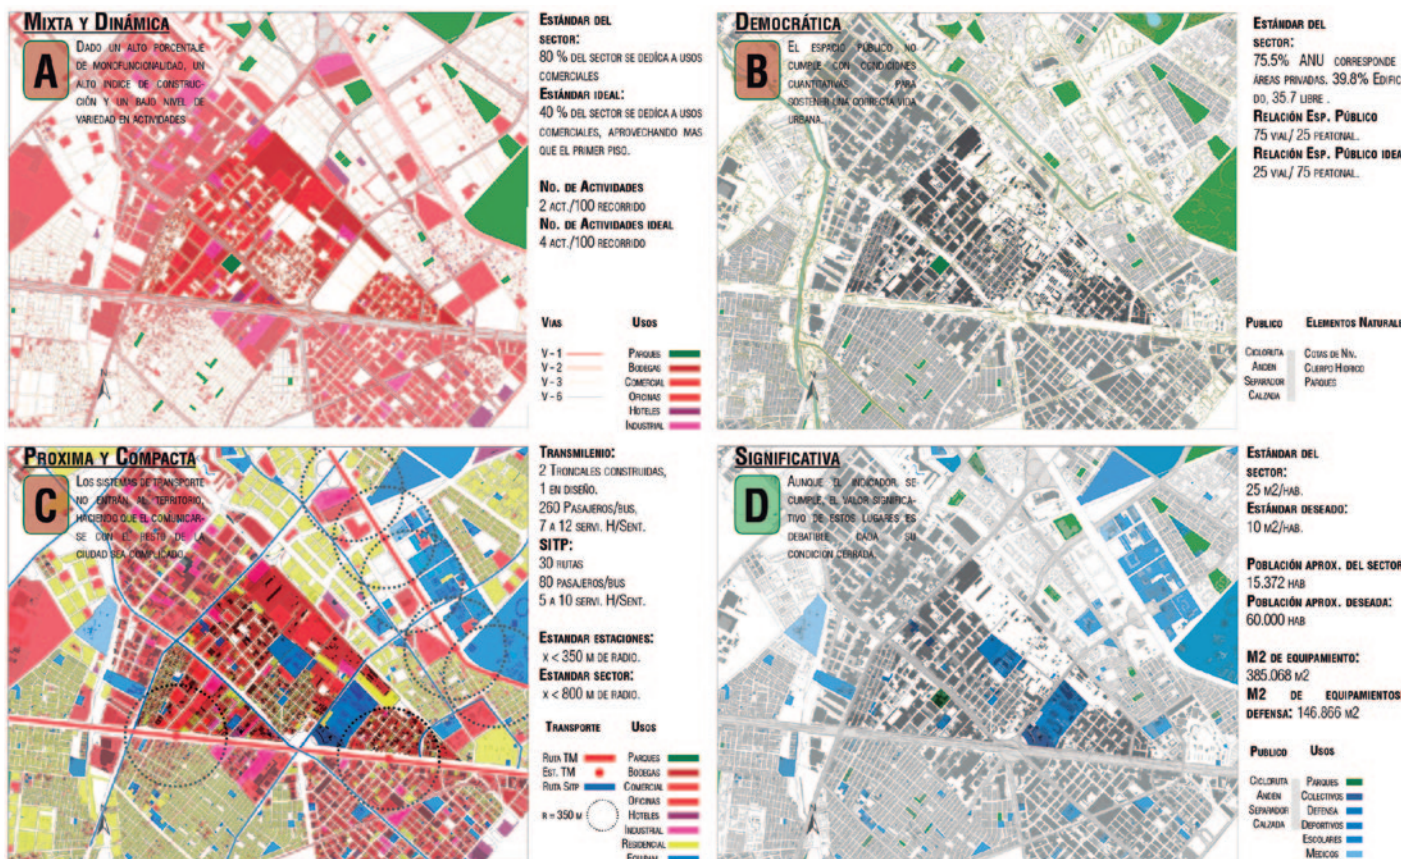 MIXTA Y DINÁMICA
A
DADO UN ALTO PORCENTAJE
DE MONOFUNCIONALIDAD, UN
ALTO INDICE DE CONSTRUC-
CIÓN Y UN BAJO NIVEL DE
VARIEDAD EN ACTIVIDADES
ESTÁNDAR DEL
SECTOR:
80 % DEL SECTOR SE DEDÍCA A USOS
COMERCIALES
ESTÁNDAR IDEAL:
40 % DEL SECTOR SE DEDÍCA A USOS
COMERCIALES, APROVECHANDO MAS
QUE EL PRIMER PISO.
NO. DE ACTIVIDADES
2 ACT./100 RECORRIDO
NO. DE ACTIVIDADES IDEAL
4 ACT./100 RECORRIDO
VIAS
V - 1
V - 2
V - 3
V - 6
USOS
PARQUES
BODEGAS
COMERCIAL
OFICINAS
HOTELES
INDUSTRIAL
N
DEMOCRÁTICA
B
EL ESPACIO PÚBLICO NO
CUMPLE CON CONDICIONES
CUANTITATIVAS PARA
SOSTENER UNA CORRECTA VIDA
URBANA.
ESTÁNDAR DEL
SECTOR:
75.5% ANU CORRESPONDE
ÁREAS PRIVADAS. 39.8% EDIFIC
DO, 35.7 LIBRE .
RELACIÓN ESP. PÚBLICO
75 VIAL/ 25 PEATONAL.
RELACIÓN ESP. PÚBLICO IDEA
25 VIAL/ 75 PEATONAL.
PUBLICO
CICLORUTA
ANDEN
SEPARADOR
CALZADA
ELEMENTOS NATURALE
COTAS DE NIV.
CUERPO HIDRICO
PARQUES
N
PROXIMA Y COMPACTA
C
LOS SISTEMAS DE TRANSPORTE
NO ENTRAN AL TERRITORIO,
HACIENDO QUE EL COMUNICAR-
SE CON EL RESTO DE LA
CIUDAD SEA COMPLICADO.
TRANSMILENIO:
2 TRONCALES CONSTRUIDAS,
1 EN DISEÑO.
260 PASAJEROS/BUS,
7 A 12 SERVI. H/SENT.
SITP:
30 RUTAS
80 PASAJEROS/BUS
5 A 10 SERVI. H/SENT.
ESTANDAR ESTACIONES:
X < 350 M DE RADIO.
ESTANDAR SECTOR:
X < 800 M DE RADIO.
TRANSPORTE
RUTA TM
EST. TM
RUTA SITP
R = 350 M
USOS
PARQUES
BODEGAS
COMERCIAL
OFICINAS
HOTELES
INDUSTRIAL
RESIDENCIAL
EQUIPAM.
N
SIGNIFICATIVA
D
AUNQUE EL INDICADOR SE
CUMPLE, EL VALOR SIGNIFICA-
TIVO DE ESTOS LUGARES ES
DEBATIBLE DADA SU
CONDICION CERRADA.
ESTÁNDAR DEL
SECTOR:
25 M2/HAB.
ESTÁNDAR DESEADO:
10 M2/HAB.
POBLACIÓN APROX. DEL SECTOR
15.372 HAB
POBLACIÓN APROX. DESEADA:
60.000 HAB
M2 DE EQUIPAMIENTO:
385.068 M2
M2 DE EQUIPAMIENTOS
DEFENSA: 146.866 M2
PUBLICO
CICLORUTA
ANDEN
SEPARADOR
CALZADA
USOS
PARQUES
COLECTIVOS
DEFENSA
DEPORTIVOS
ESCOLARES
MEDICOS
N